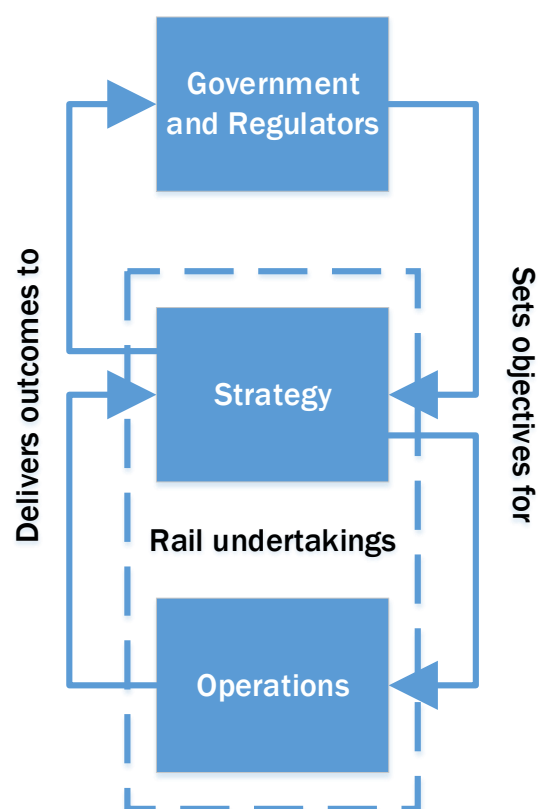 Government
and Regulators
Delivers outcomes to
Sets objectives for
Strategy
Rail undertakings
Operations